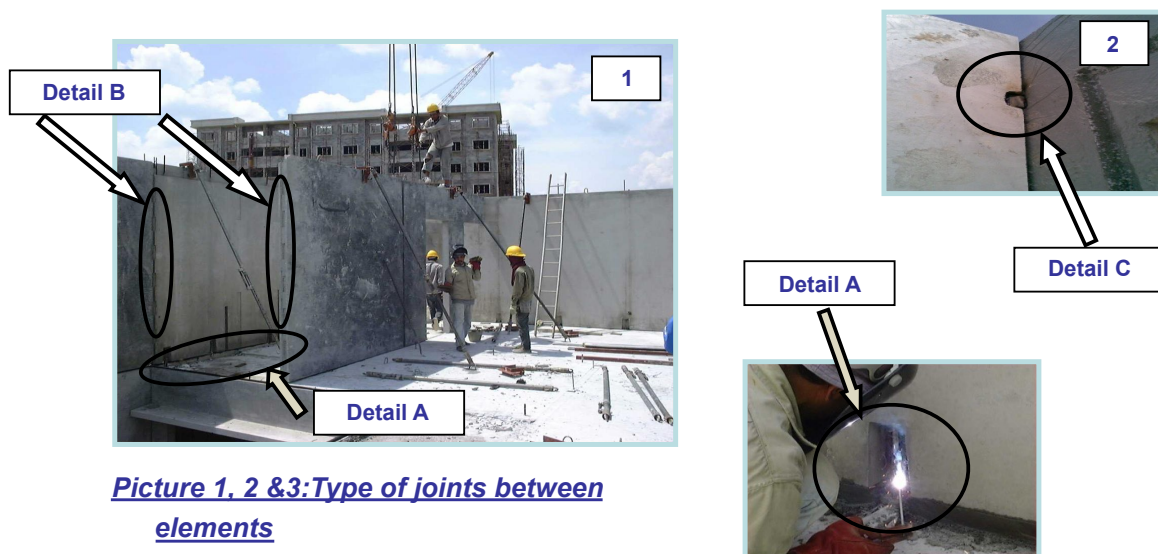 Detail B
1
2
Detail C
Detail A
Detail A
Picture 1, 2 &3:Type of joints between
elements